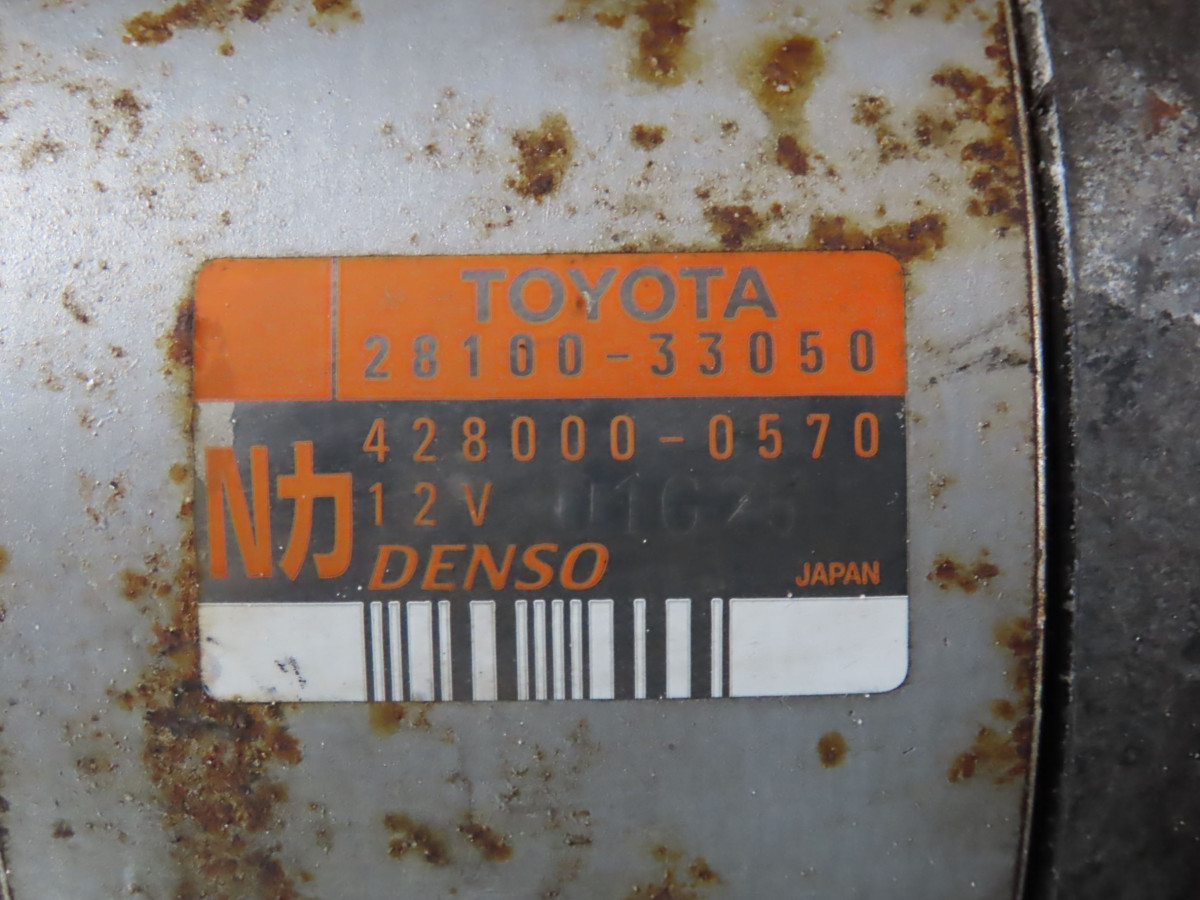 TOYOTA
28100-33050
428000-0570
Nカ
12V
DENSO
JAPAN